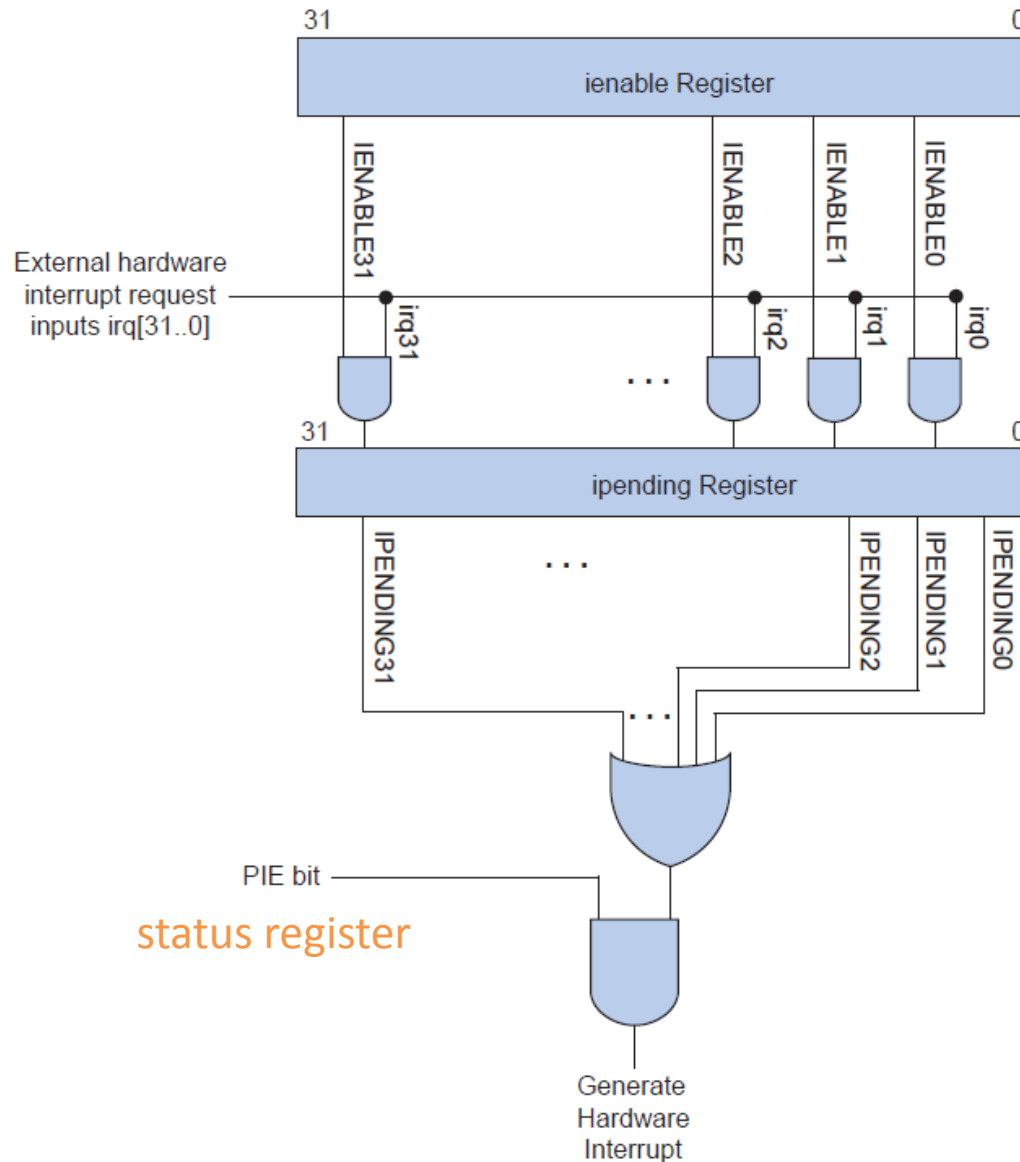 31 0
ienable Register
IENABLE31
IENABLE2
IENABLE1
IENABLE0
External hardware
interrupt request
inputs irq[31..0]
irq31
irq2
irq1
irq0
. . .
31 0
ipending Register
IPENDING31
. . .
IPENDING2
IPENDING1
IPENDING0
. . .
PIE bit
status register
Generate
Hardware
Interrupt